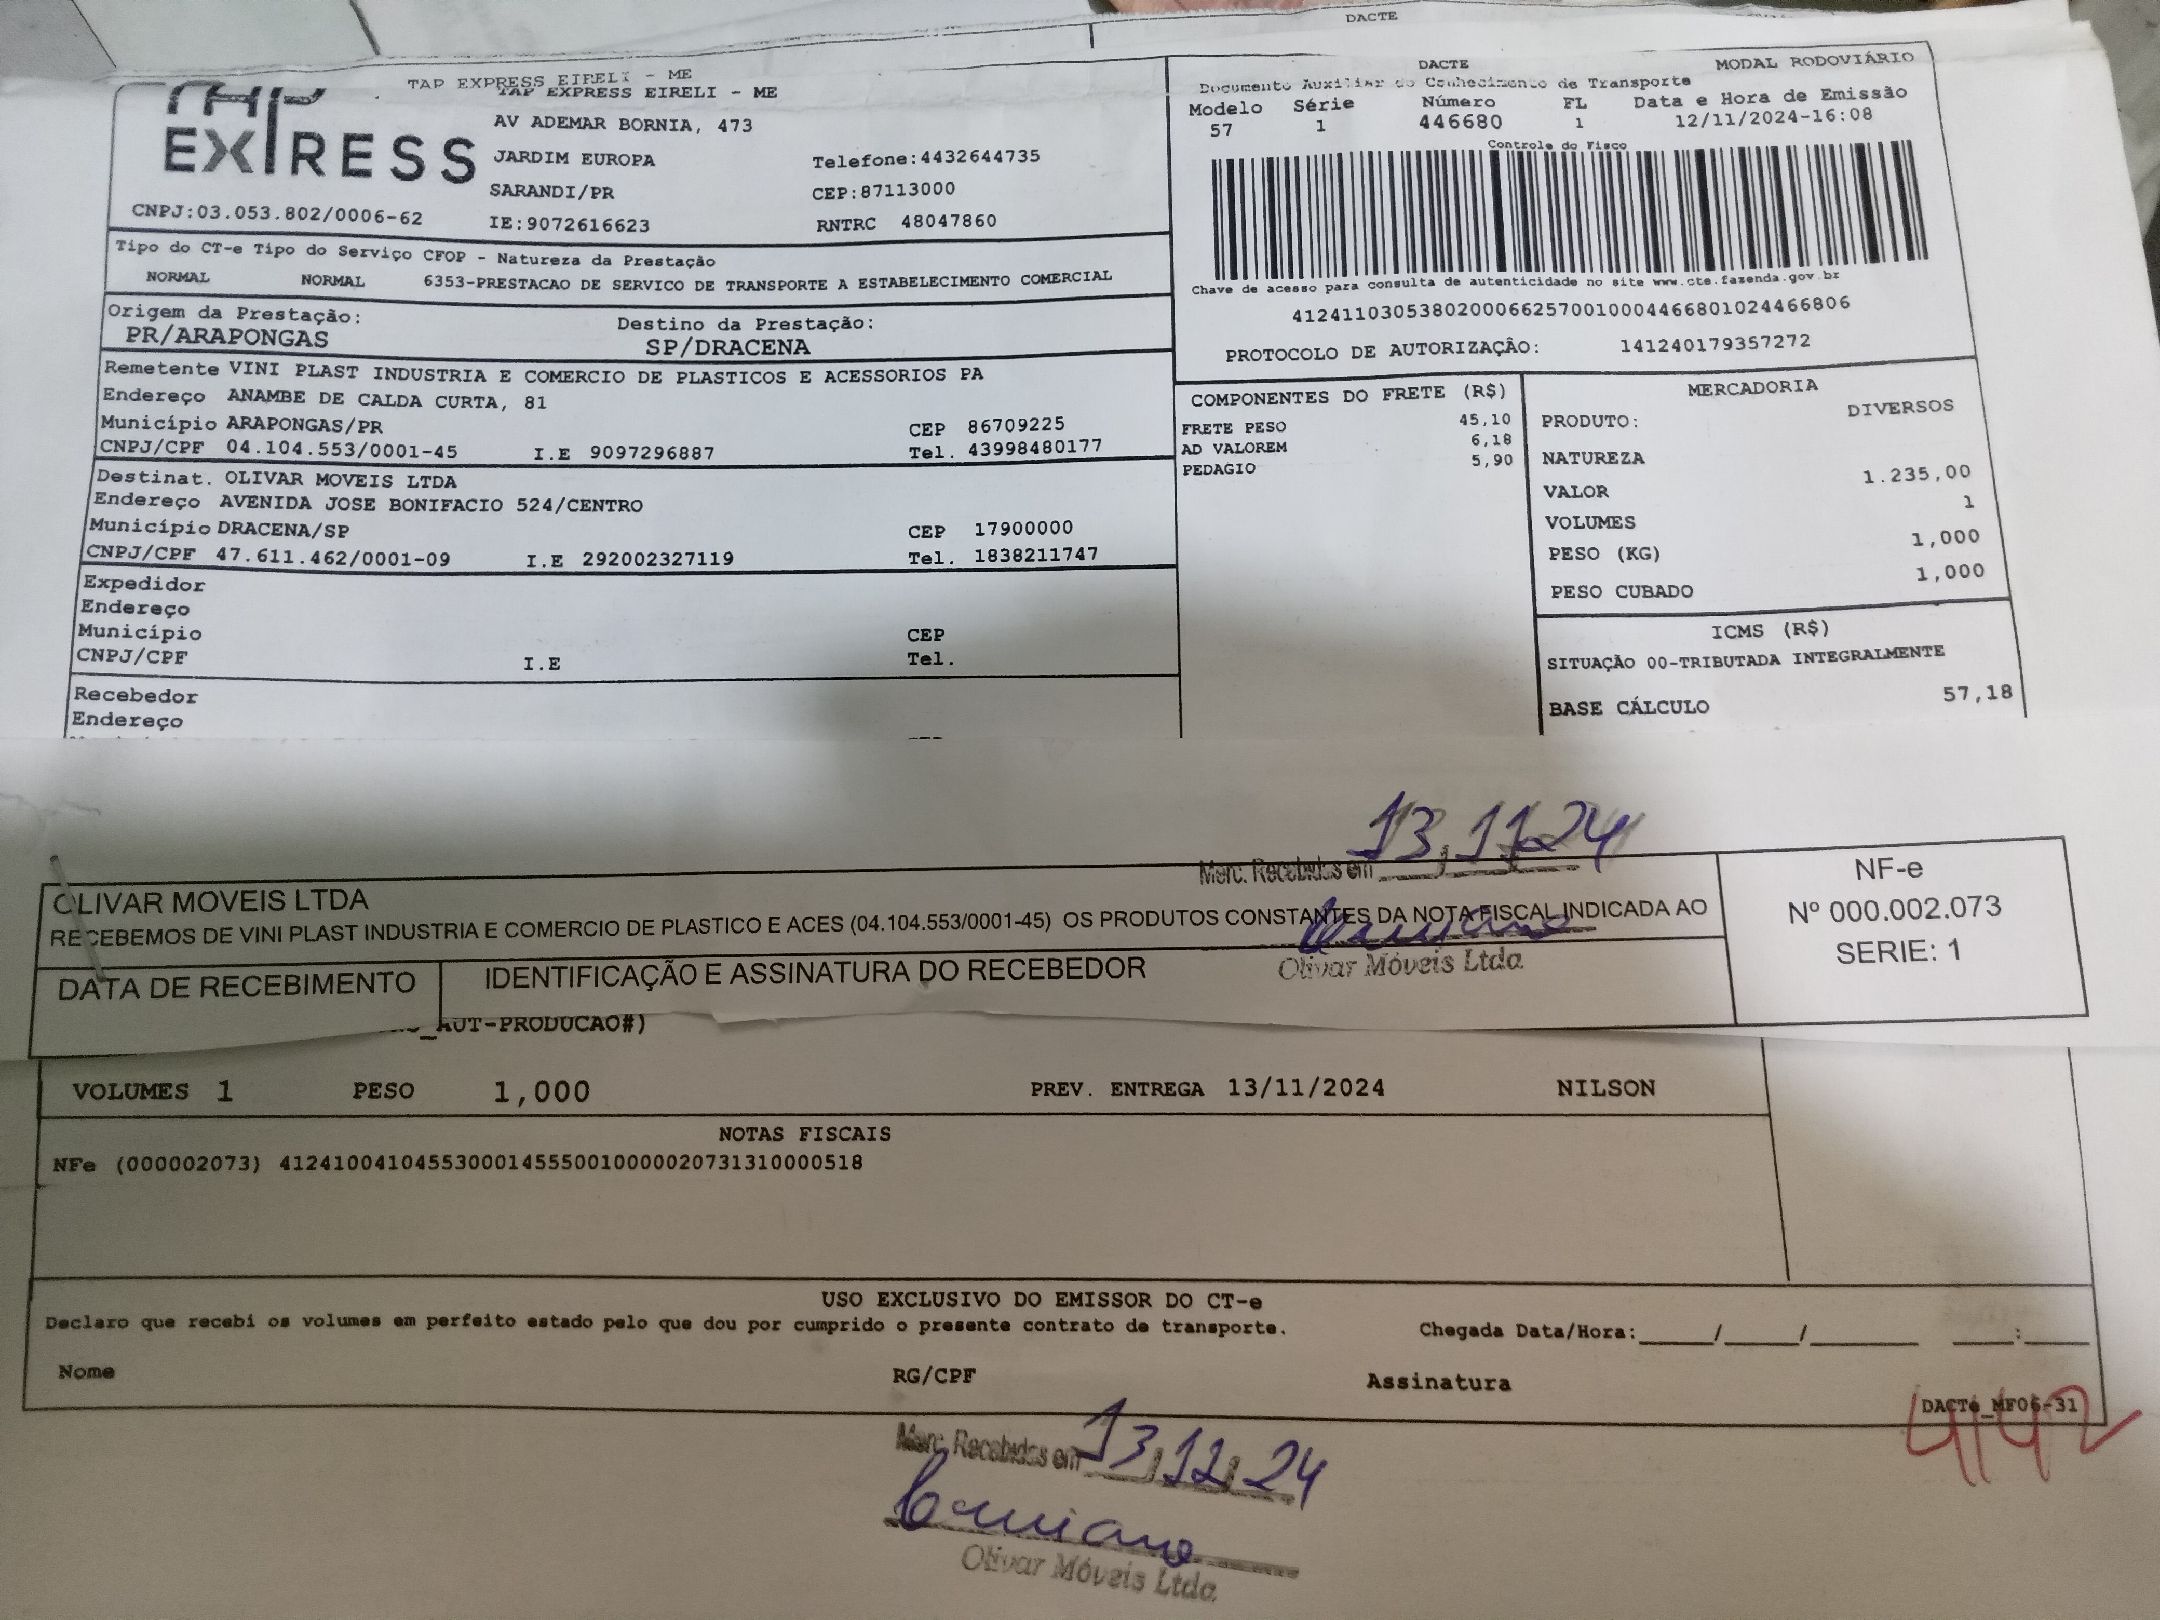 DACTE
TAP EXPRESS EIRELI - ME
TAP EXPRESS EIRELI - ME
TAP EXPRESS
AV ADEMAR BORNIA, 473
JARDIM EUROPA Telefone:4432644735
SARANDI/PR CEP:87113000
CNPJ:03.053.802/0006-62 IE:9072616623 RNTRC 48047860
DACTE MODAL RODOVIÁRIO
Documento Auxiliar do Conhecimento de Transporte
Modelo Série Número FL Data e Hora de Emissão
57 1 446680 1 12/11/2024-16:08
Controle do Fisco
Chave de acesso para consulta de autenticidade no site www.cte.fazenda.gov.br
41241103053802000662570010004466801024466806
PROTOCOLO DE AUTORIZAÇÃO: 141240179357272
Tipo do CT-e Tipo do Serviço CFOP - Natureza da Prestação
NORMAL NORMAL 6353-PRESTACAO DE SERVICO DE TRANSPORTE A ESTABELECIMENTO COMERCIAL
Origem da Prestação: Destino da Prestação:
PR/ARAPONGAS SP/DRACENA
Remetente VINI PLAST INDUSTRIA E COMERCIO DE PLASTICOS E ACESSORIOS PA
Endereço ANAMBE DE CALDA CURTA, 81
Município ARAPONGAS/PR CEP 86709225
CNPJ/CPF 04.104.553/0001-45 I.E 9097296887 Tel. 43998480177
Destinat. OLIVAR MOVEIS LTDA
Endereço AVENIDA JOSE BONIFACIO 524/CENTRO
Município DRACENA/SP CEP 17900000
CNPJ/CPF 47.611.462/0001-09 I.E 292002327119 Tel. 1838211747
Expedidor
Endereço
Município CEP
CNPJ/CPF I.E Tel.
Recebedor
Endereço
COMPONENTES DO FRETE (R$)
FRETE PESO 45,10
AD VALOREM 6,18
PEDAGIO 5,90
MERCADORIA
PRODUTO: DIVERSOS
NATUREZA
VALOR 1.235,00
VOLUMES 1
PESO (KG) 1,000
PESO CUBADO 1,000
ICMS (R$)
SITUAÇÃO 00-TRIBUTADA INTEGRALMENTE
BASE CÁLCULO 57,18
Merc. Recebidos em 13,11,24
OLIVAR MOVEIS LTDA
RECEBEMOS DE VINI PLAST INDUSTRIA E COMERCIO DE PLASTICO E ACES (04.104.553/0001-45) OS PRODUTOS CONSTANTES DA NOTA FISCAL INDICADA AO
Olivar Móveis Ltda
DATA DE RECEBIMENTO IDENTIFICAÇÃO E ASSINATURA DO RECEBEDOR
NF-e
Nº 000.002.073
SERIE: 1
_AUT-PRODUCAO#)
VOLUMES 1 PESO 1,000 PREV. ENTREGA 13/11/2024 NILSON
NOTAS FISCAIS
NFe (000002073) 41241004104553000145550010000020731310000518
USO EXCLUSIVO DO EMISSOR DO CT-e
Declaro que recebi os volumes em perfeito estado pelo que dou por cumprido o presente contrato de transporte. Chegada Data/Hora:____/____/______ ___:___
Nome RG/CPF Assinatura
DACTe_MF06-31
4142
Merc. Recebidos em 13,12,24
Olivar Móveis Ltda